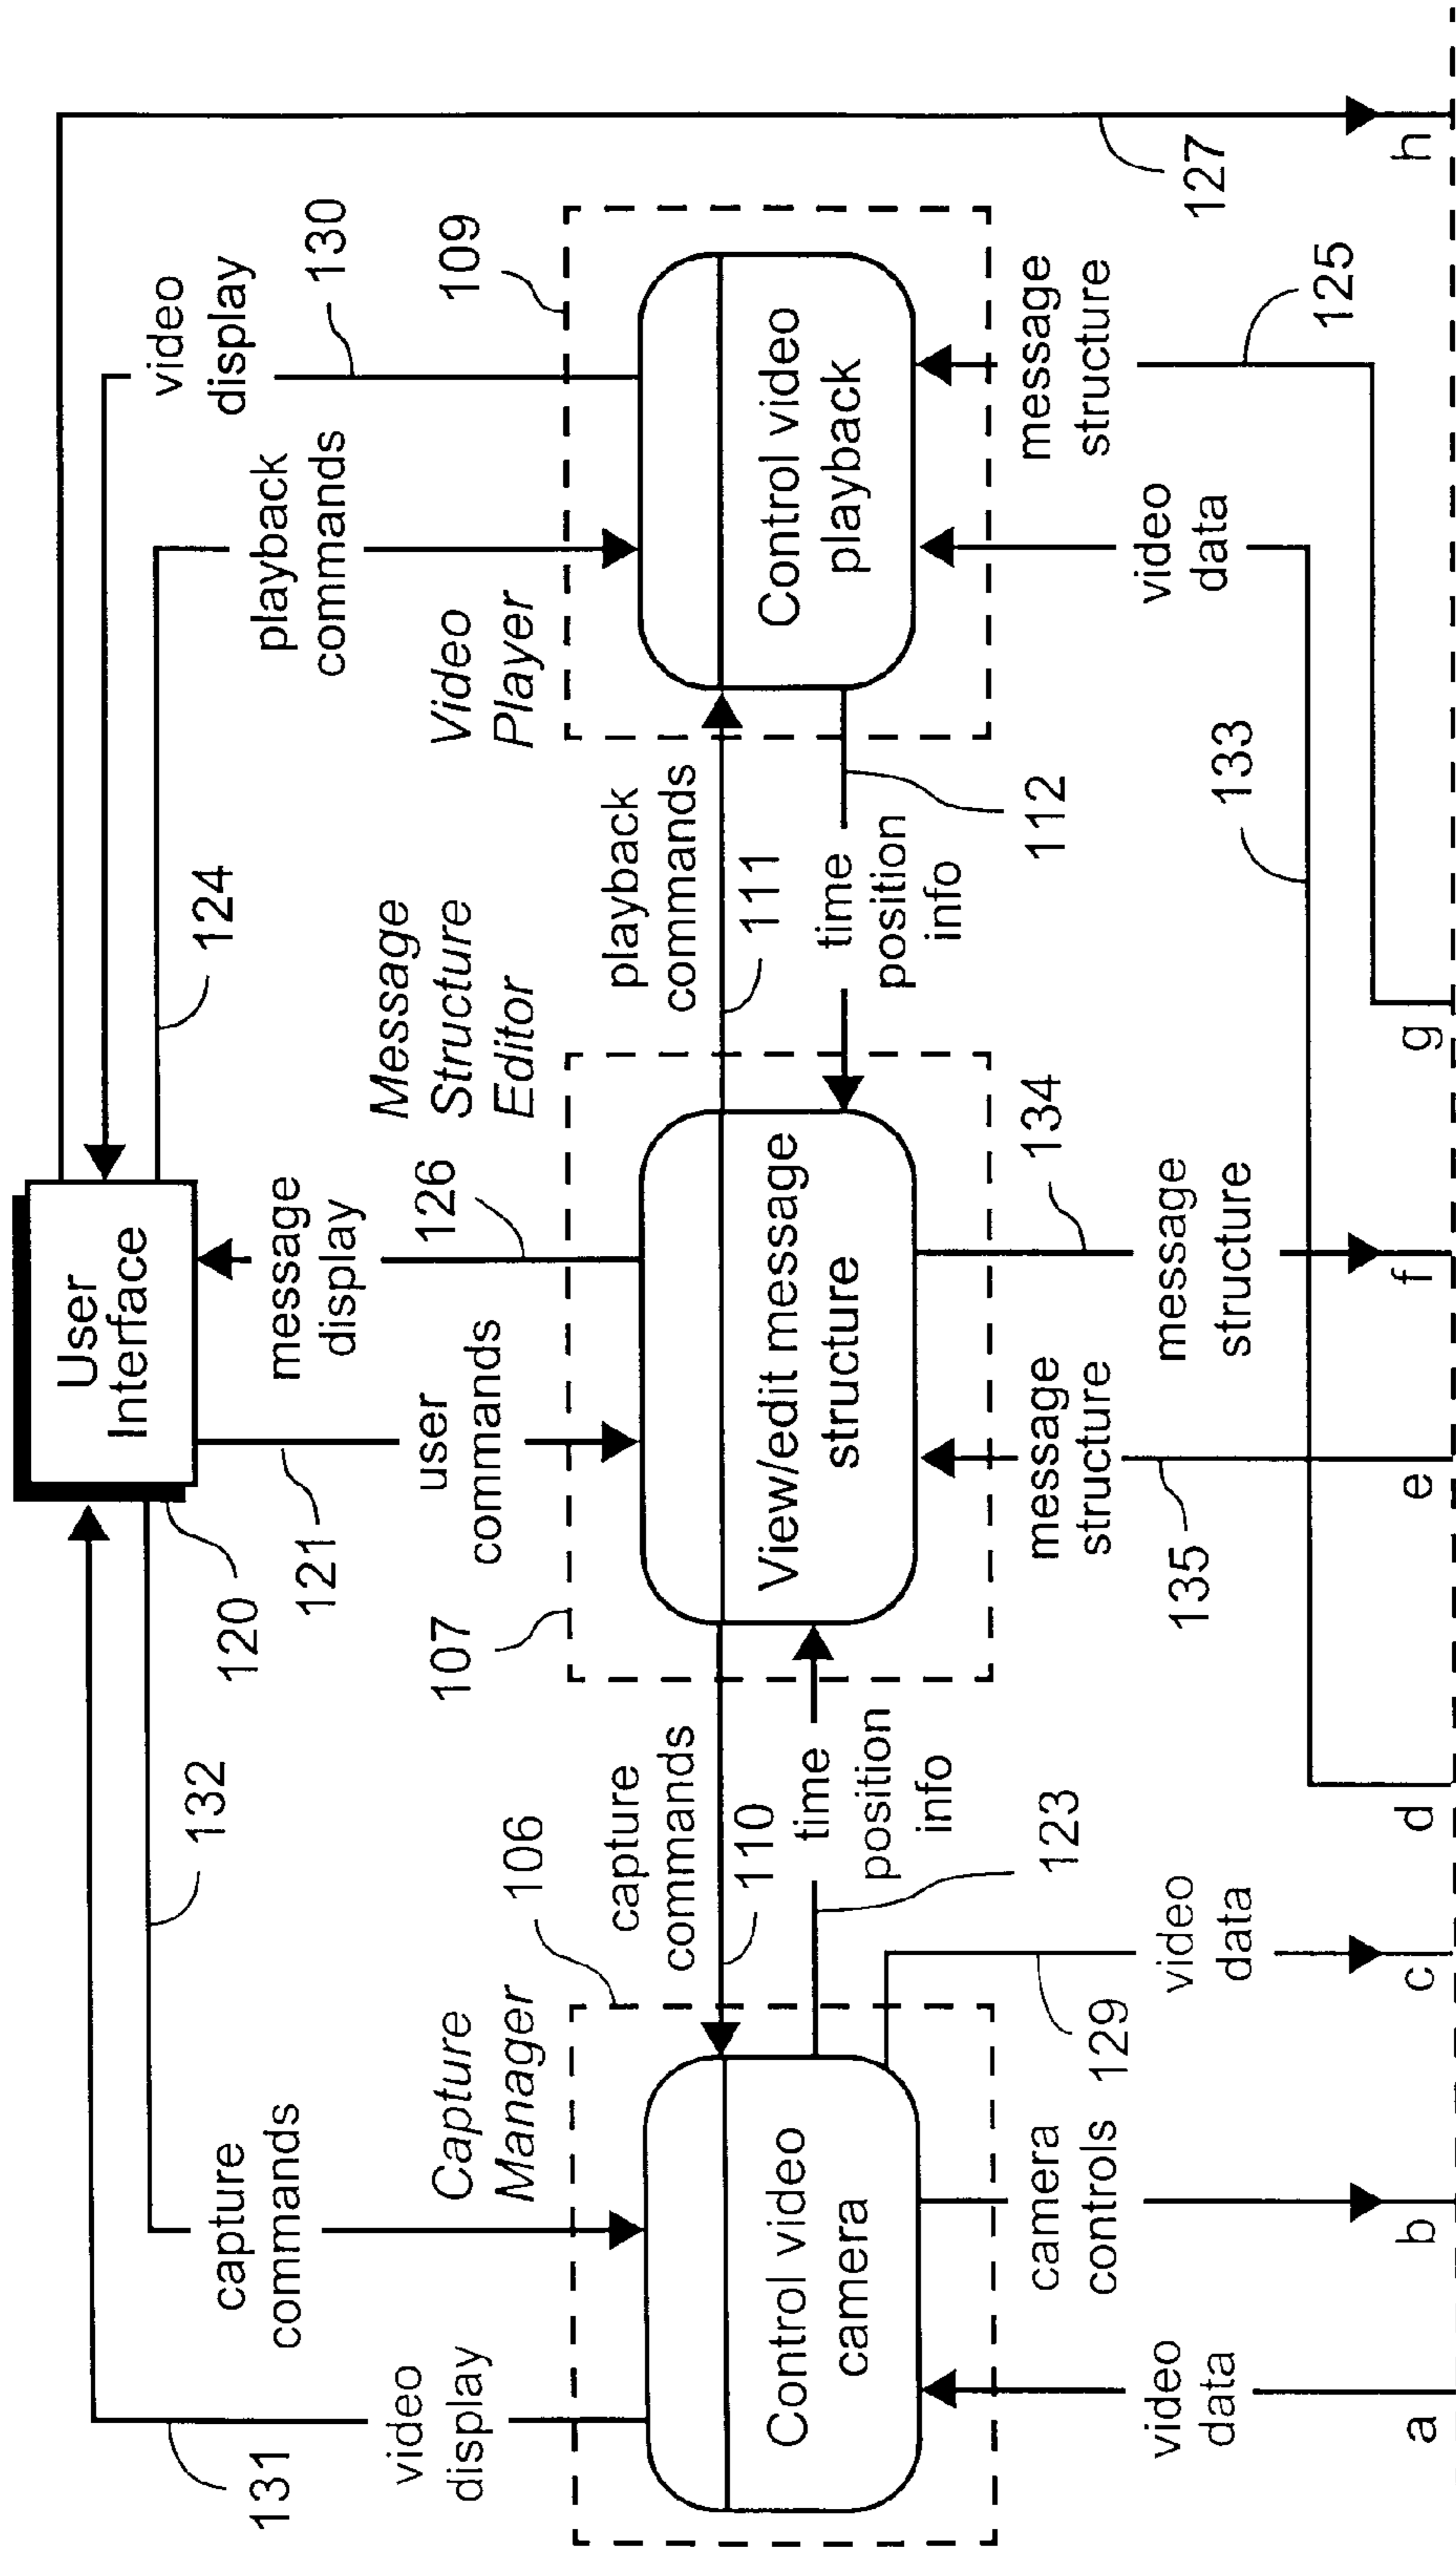 User
Interface
131
132
120
121
124
130
127
video
display
capture
commands
user
commands
message
display
126
playback
commands
video
display
Capture
Manager
106
107
Message
Structure
Editor
Video
Player
109
Control video
camera
capture
commands
110
time
position
info
123
View/edit message
structure
playback
commands
111
time
position
info
112
Control video
playback
video
data
camera
controls
129
video
data
message
structure
135
message
structure
134
133
video
data
message
structure
125
a
b
c
d
e
f
g
h